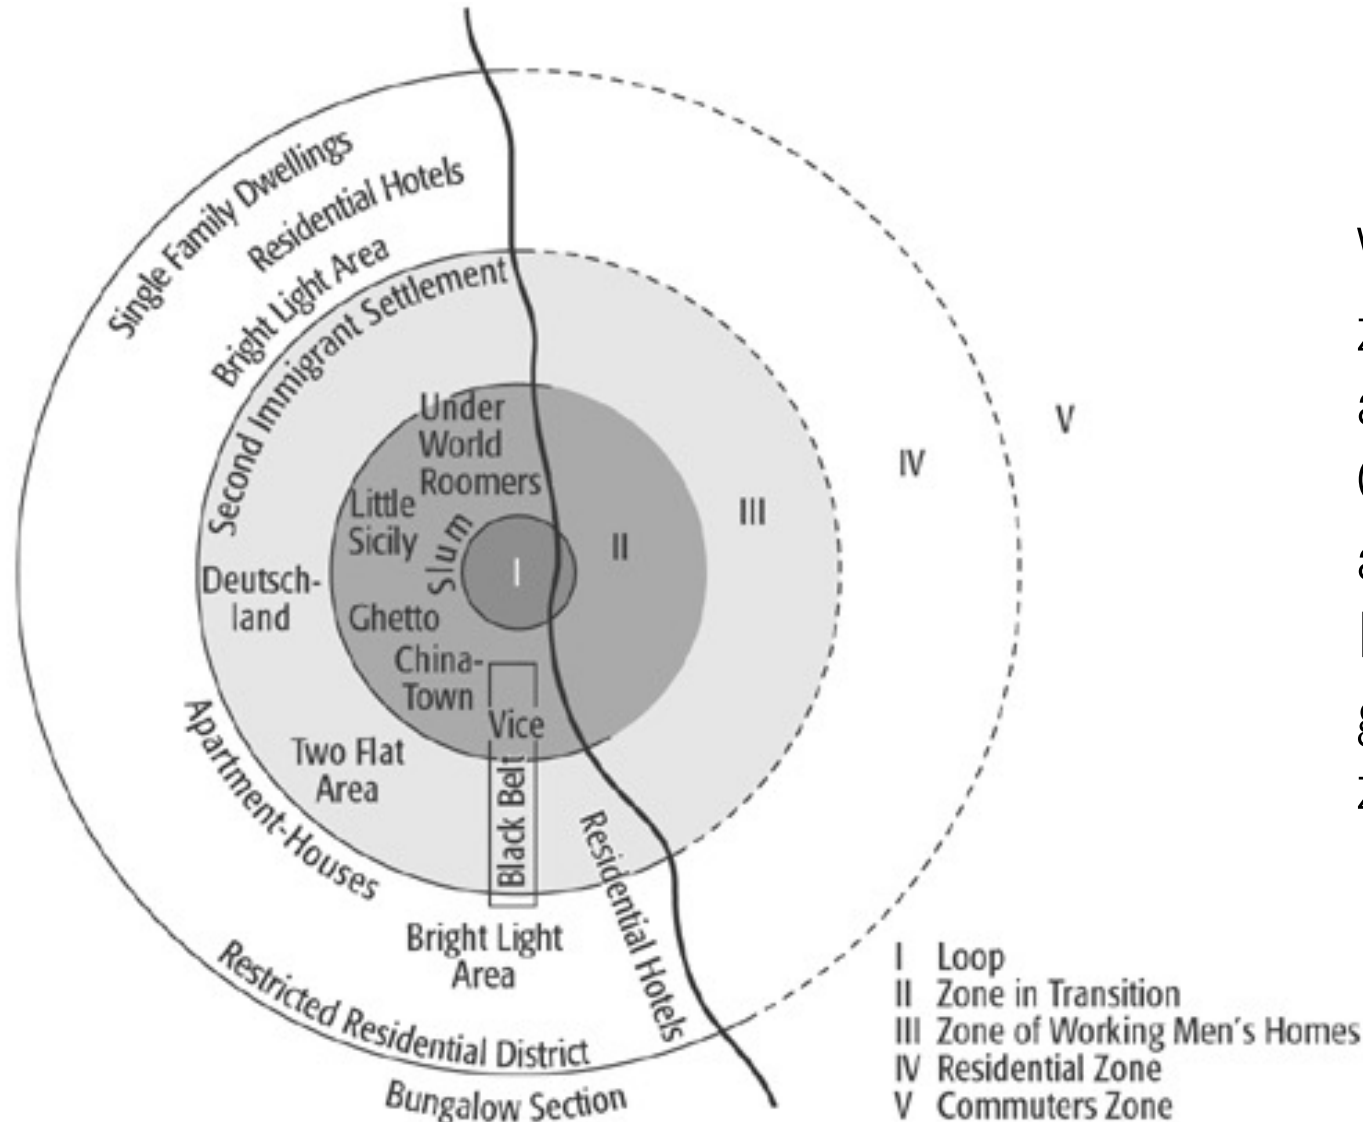 Single Family Dwellings
Residential Hotels
Bright Light Area
Second Immigrant Settlement
Under
World
Roomers
Little
Sicily
Slum
I
II
III
IV
V
Deutsch-
land
Ghetto
China-
Town
Vice
Black Belt
Two Flat
Area
Apartment-Houses
Residential Hotels
Bright Light
Area
Restricted Residential District
Bungalow Section
I Loop
II Zone in Transition
III Zone of Working Men's Homes
IV Residential Zone
V Commuters Zone